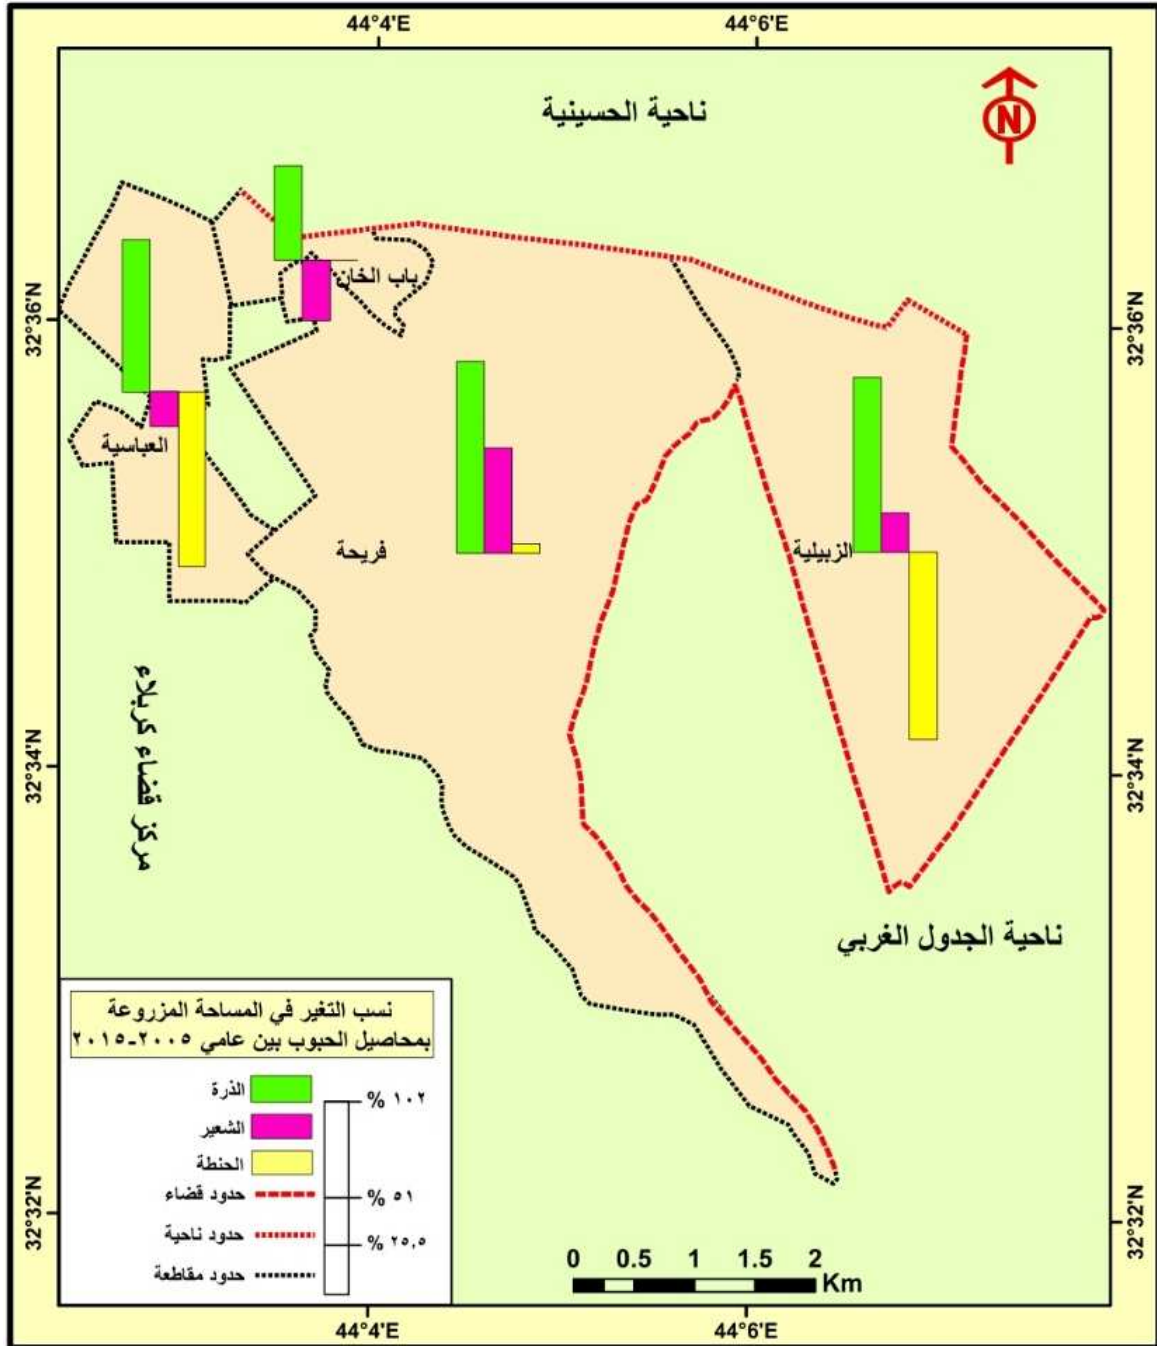 44°4'E
44°6'E
ناحية الحسينية
N
باب الخان
32°36'N
32°36'N
العباسية
فريحة
الزبيلية
مركز قضاء كربلاء
32°34'N
32°34'N
ناحية الجدول الغربي
نسب التغير في المساحة المزروعة
بمحاصيل الحبوب بين عامي ٢٠٠٥-٢٠١٥
الذرة
% ١٠٢
الشعير
الحنطة
حدود قضاء
% ٥١
حدود ناحية
% ٢٥,٥
حدود مقاطعة
32°32'N
32°32'N
0 0.5 1 1.5 2
Km
44°4'E
44°6'E